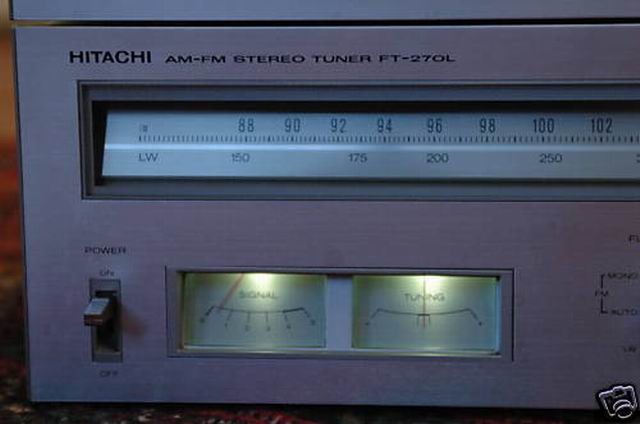 HITACHI AM-FM STEREO TUNER FT-270L
88 90 92 94 96 98 100 102
LW 150 175 200 250
POWER
ON
OFF
SIGNAL
TUNING
MONO
FM
AUTO
LW